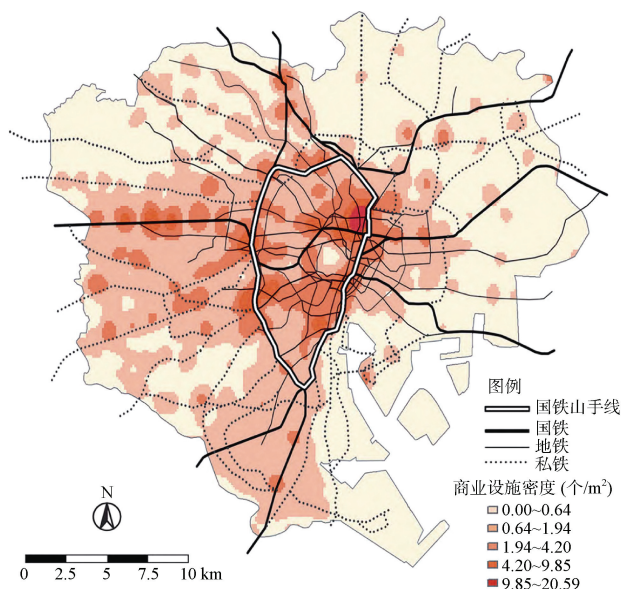 图例
国铁山手线
国铁
地铁
私铁
商业设施密度 (个/m²)
0.00~0.64
0.64~1.94
1.94~4.20
4.20~9.85
9.85~20.59
N
0 2.5 5 7.5 10 km